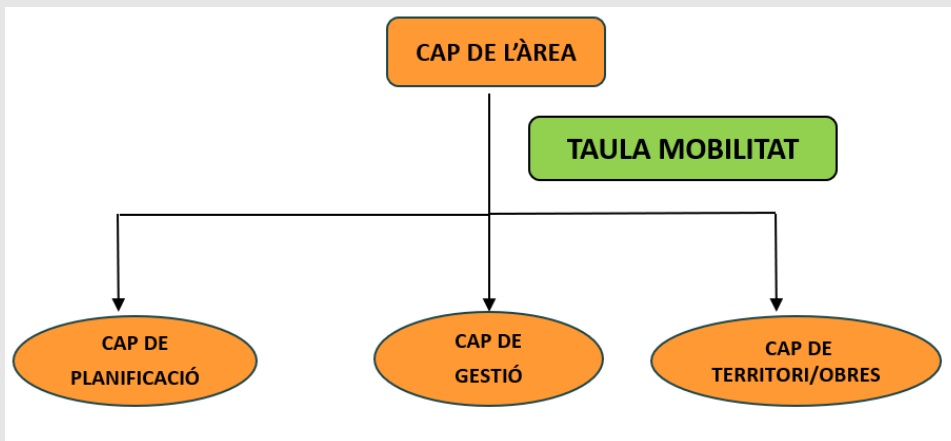 CAP DE L'ÀREA
TAULA MOBILITAT
CAP DE
PLANIFICACIÓ
CAP DE
GESTIÓ
CAP DE
TERRITORI/OBRES